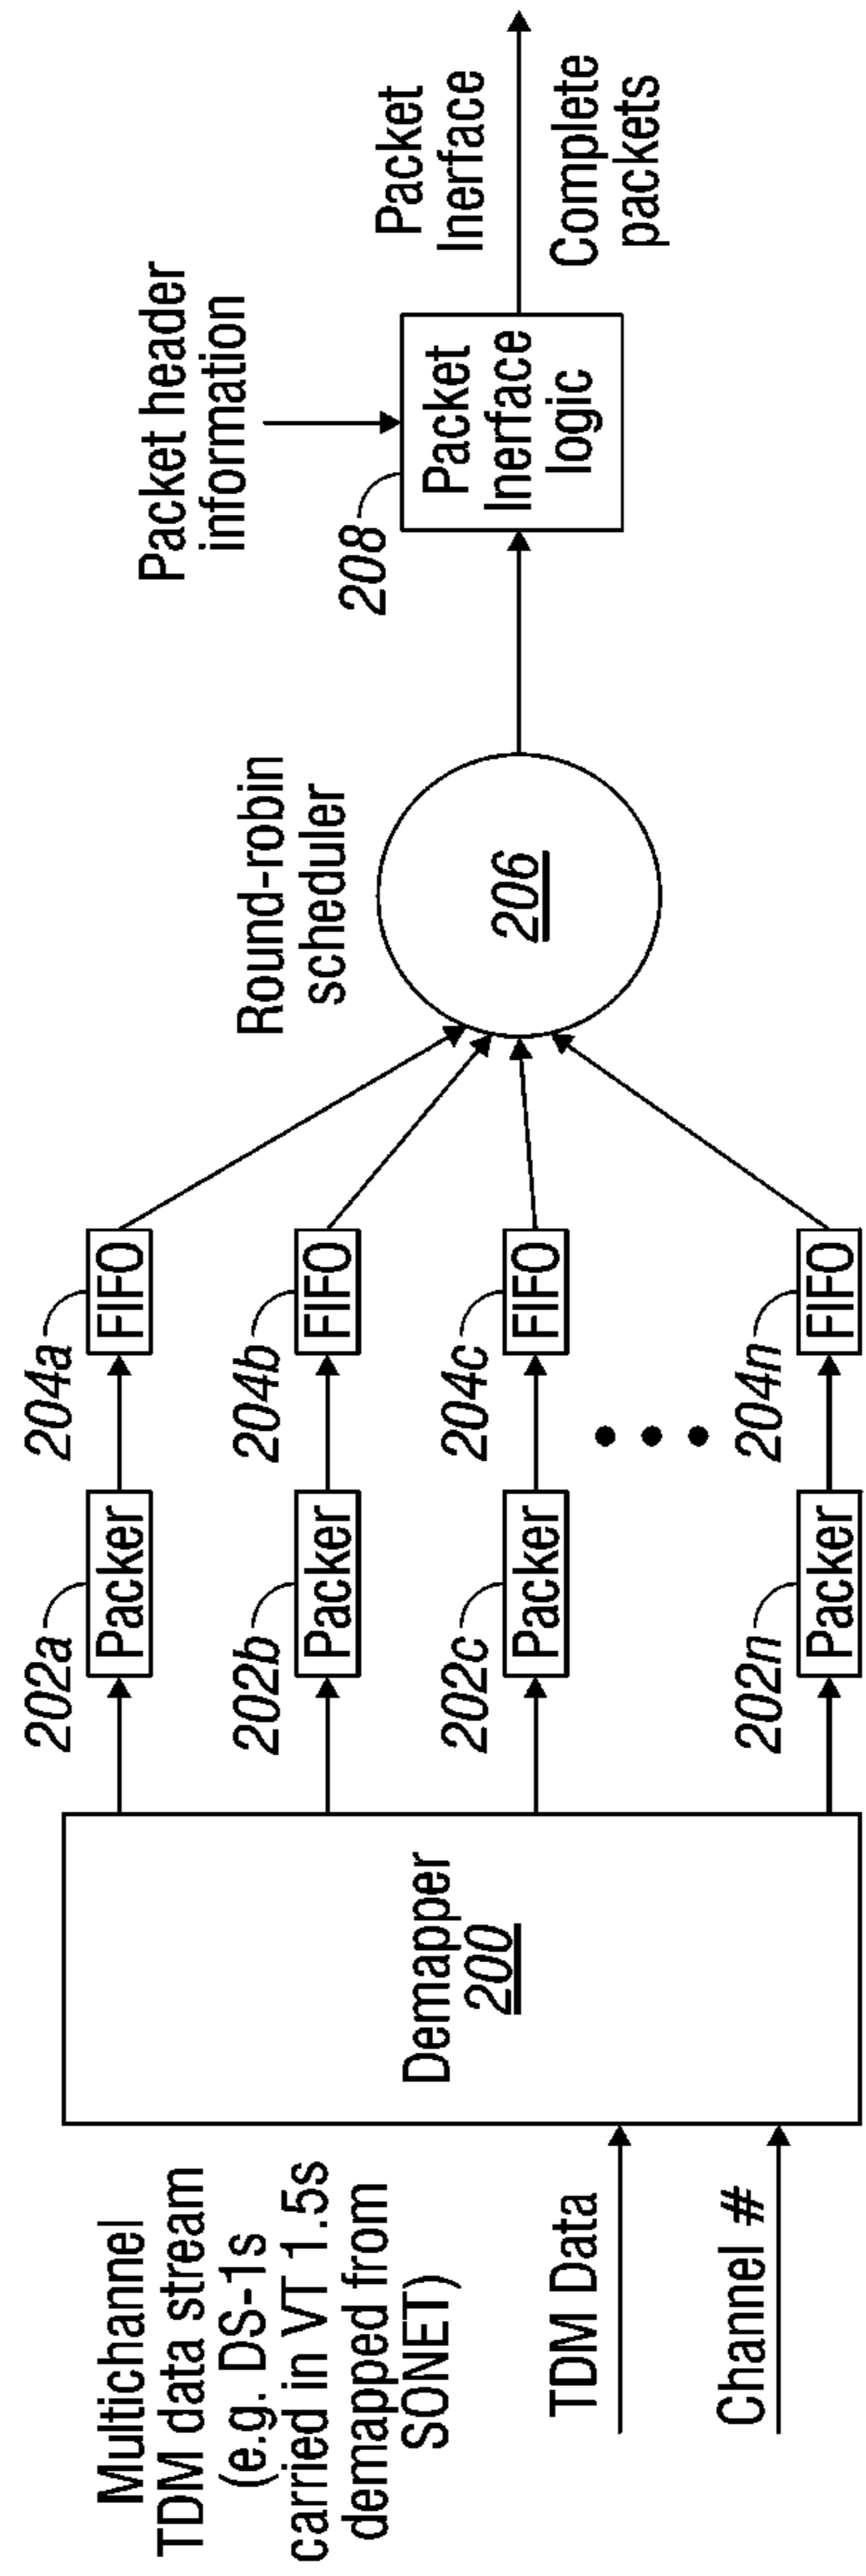 Multichannel
TDM data stream
(e.g. DS-1s
carried in VT 1.5s
demapped from
SONET)
TDM Data
Channel #
Demapper
200
202a
Packer
204a
FIFO
202b
Packer
204b
FIFO
202c
Packer
204c
FIFO
202n
Packer
204n
FIFO
Round-robin
scheduler
206
Packet header
information
208
Packet
Inerface
logic
Packet
Inerface
Complete
packets